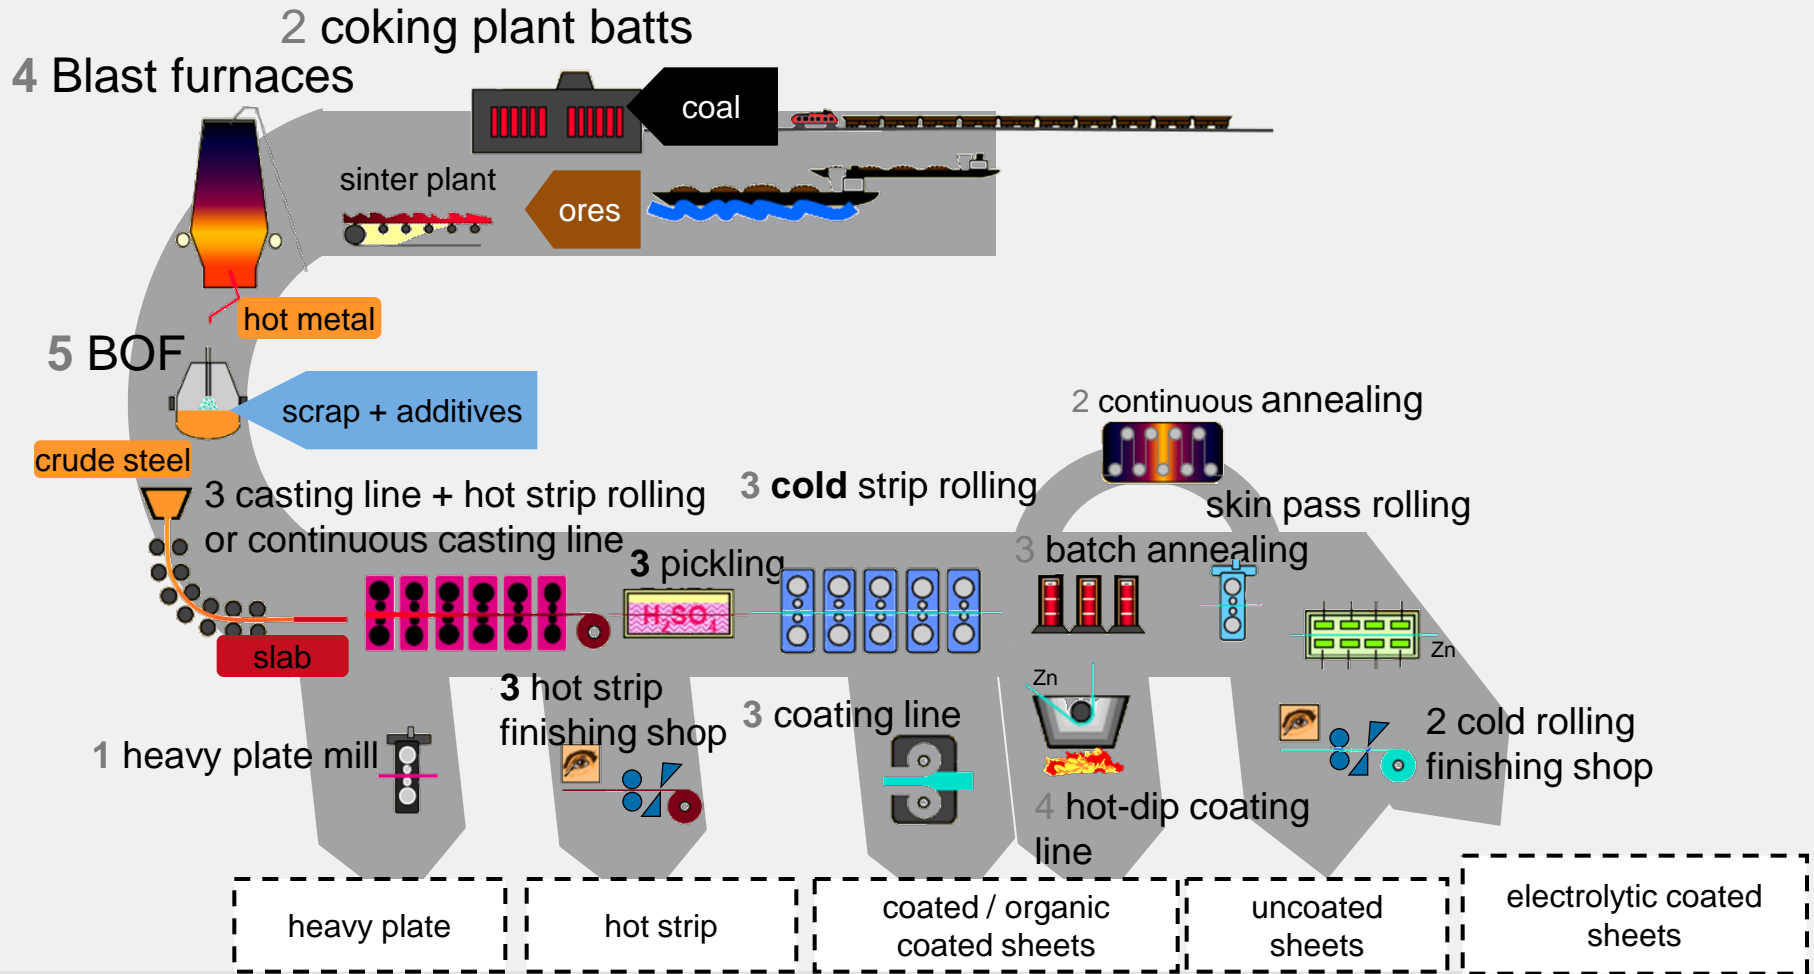 2 coking plant batts
4 Blast furnaces
coal
sinter plant
ores
hot metal
5 BOF
scrap + additives
2 continuous annealing
crude steel
3 casting line + hot strip rolling
or continuous casting line
3 cold strip rolling
skin pass rolling
3 pickling
3 batch annealing
H2SO4
slab
Zn
Zn
3 hot strip
finishing shop
3 coating line
2 cold rolling
finishing shop
1 heavy plate mill
4 hot-dip coating
line
heavy plate
hot strip
coated / organic
coated sheets
uncoated
sheets
electrolytic coated
sheets